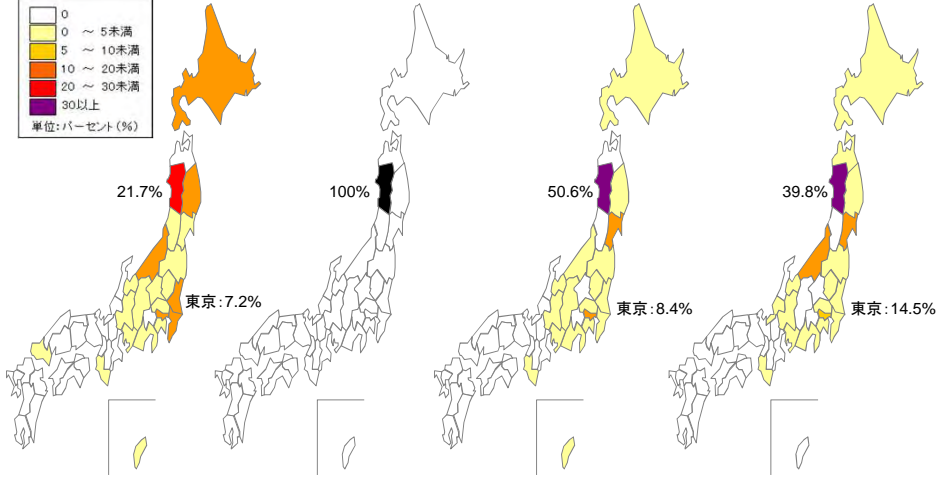 0
0 ～ 5未満
5 ～ 10未満
10 ～ 20未満
20 ～ 30未満
30以上
単位:パーセント(%)
21.7%
東京:7.2%
100%
50.6%
東京:8.4%
39.8%
東京:14.5%